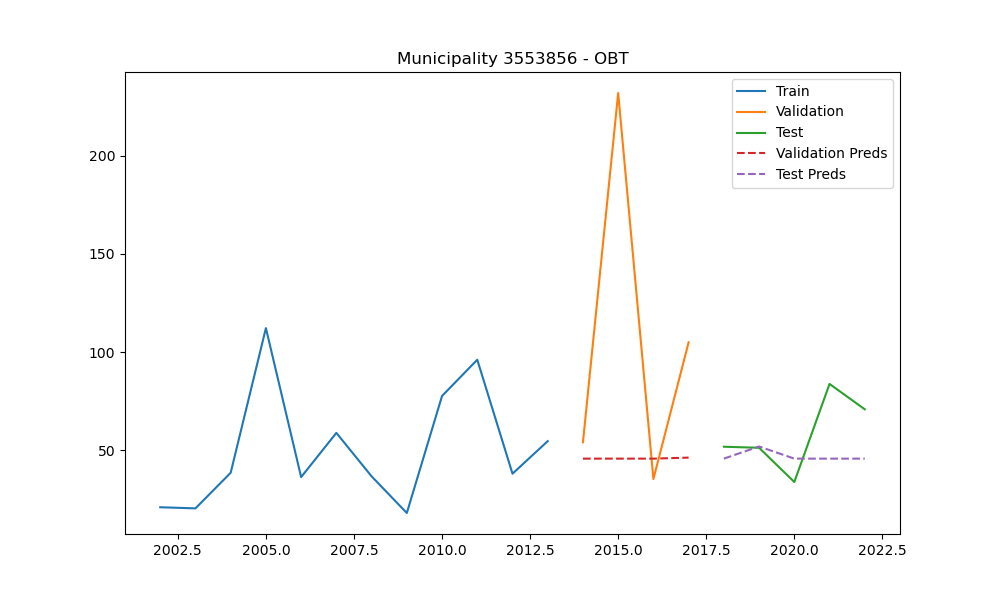 Municipality 3553856 - OBT
Train
Validation
Test
Validation Preds
Test Preds
200
150
100
50
2002.5 2005.0 2007.5 2010.0 2012.5 2015.0 2017.5 2020.0 2022.5